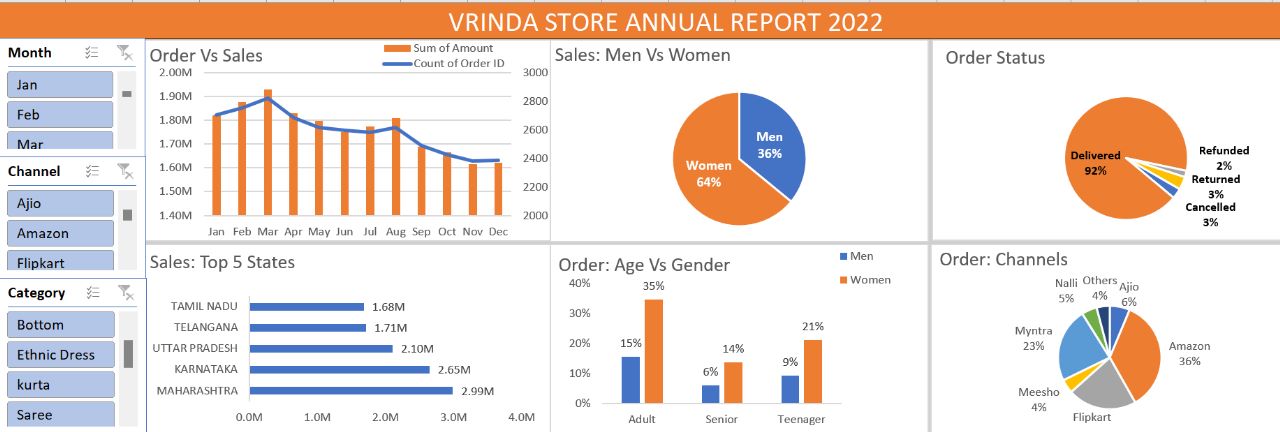 VRINDA STORE ANNUAL REPORT 2022
Month
Jan
Feb
Mar
Channel
Ajio
Amazon
Flipkart
Category
Bottom
Ethnic Dress
kurta
Saree
Order Vs Sales
Sum of Amount
Count of Order ID
2.00M
1.90M
1.80M
1.70M
1.60M
1.50M
1.40M
3000
2800
2600
2400
2200
2000
Jan Feb Mar Apr May Jun Jul Aug Sep Oct Nov Dec
Sales: Men Vs Women
Men
36%
Women
64%
Order Status
Delivered
92%
Refunded
2%
Returned
3%
Cancelled
3%
Sales: Top 5 States
TAMIL NADU 1.68M
TELANGANA 1.71M
UTTAR PRADESH 2.10M
KARNATAKA 2.65M
MAHARASHTRA 2.99M
0.0M 1.0M 2.0M 3.0M 4.0M
Order: Age Vs Gender
Men
Women
40%
30%
20%
10%
0%
15% 35%
6% 14%
9% 21%
Adult Senior Teenager
Order: Channels
Nalli
5%
Others
4%
Ajio
6%
Myntra
23%
Amazon
36%
Meesho
4%
Flipkart